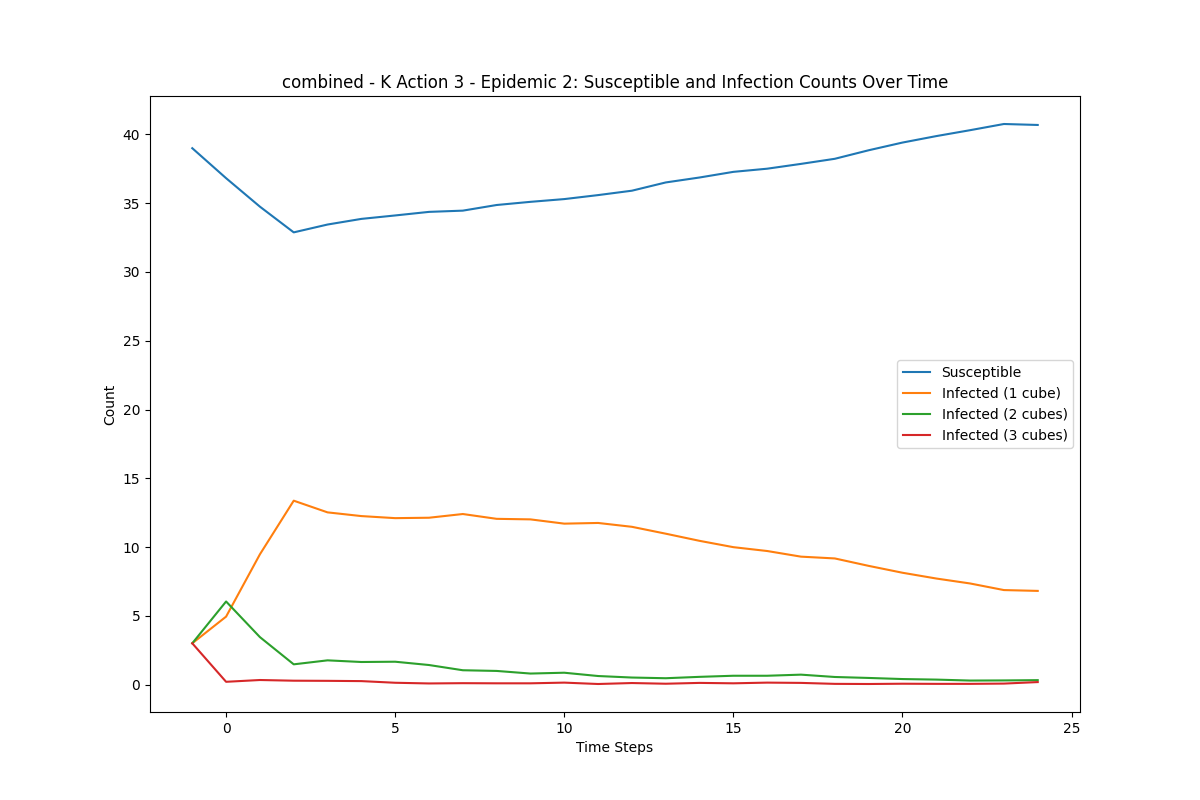 combined - K Action 3 - Epidemic 2: Susceptible and Infection Counts Over Time
40
35
30
25
20
15
10
5
0
Count
Susceptible
Infected (1 cube)
Infected (2 cubes)
Infected (3 cubes)
0 5 10 15 20 25
Time Steps